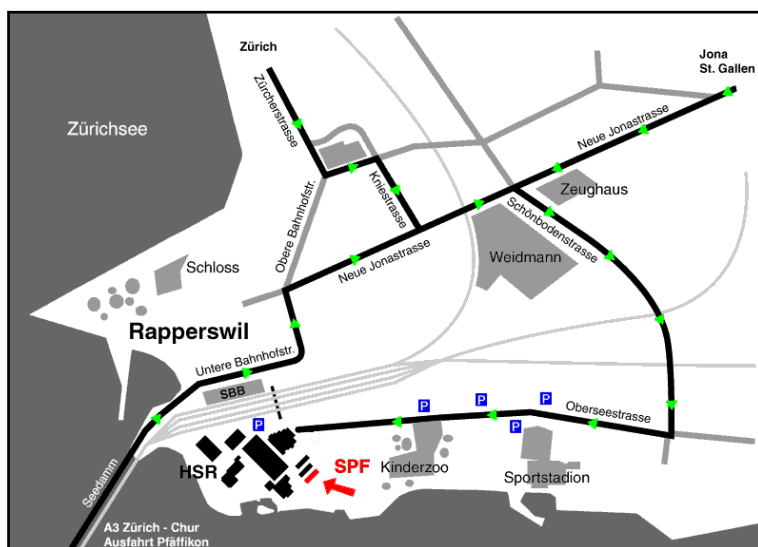 Zürich
Jona
St. Gallen
Zürichsee
Zürcherstrasse
Neue Jonastrasse
Kniestrasse
Zeughaus
Schönbodenstrasse
Obere Bahnhofstr.
Weidmann
Neue Jonastrasse
Schloss
Rapperswil
Untere Bahnhofstr.
SBB
P
P
P
P
P
Oberseestrasse
HSR
SPF
Kinderzoo
Sportstadion
Seedamm
A3 Zürich - Chur
Ausfahrt Pfäffikon